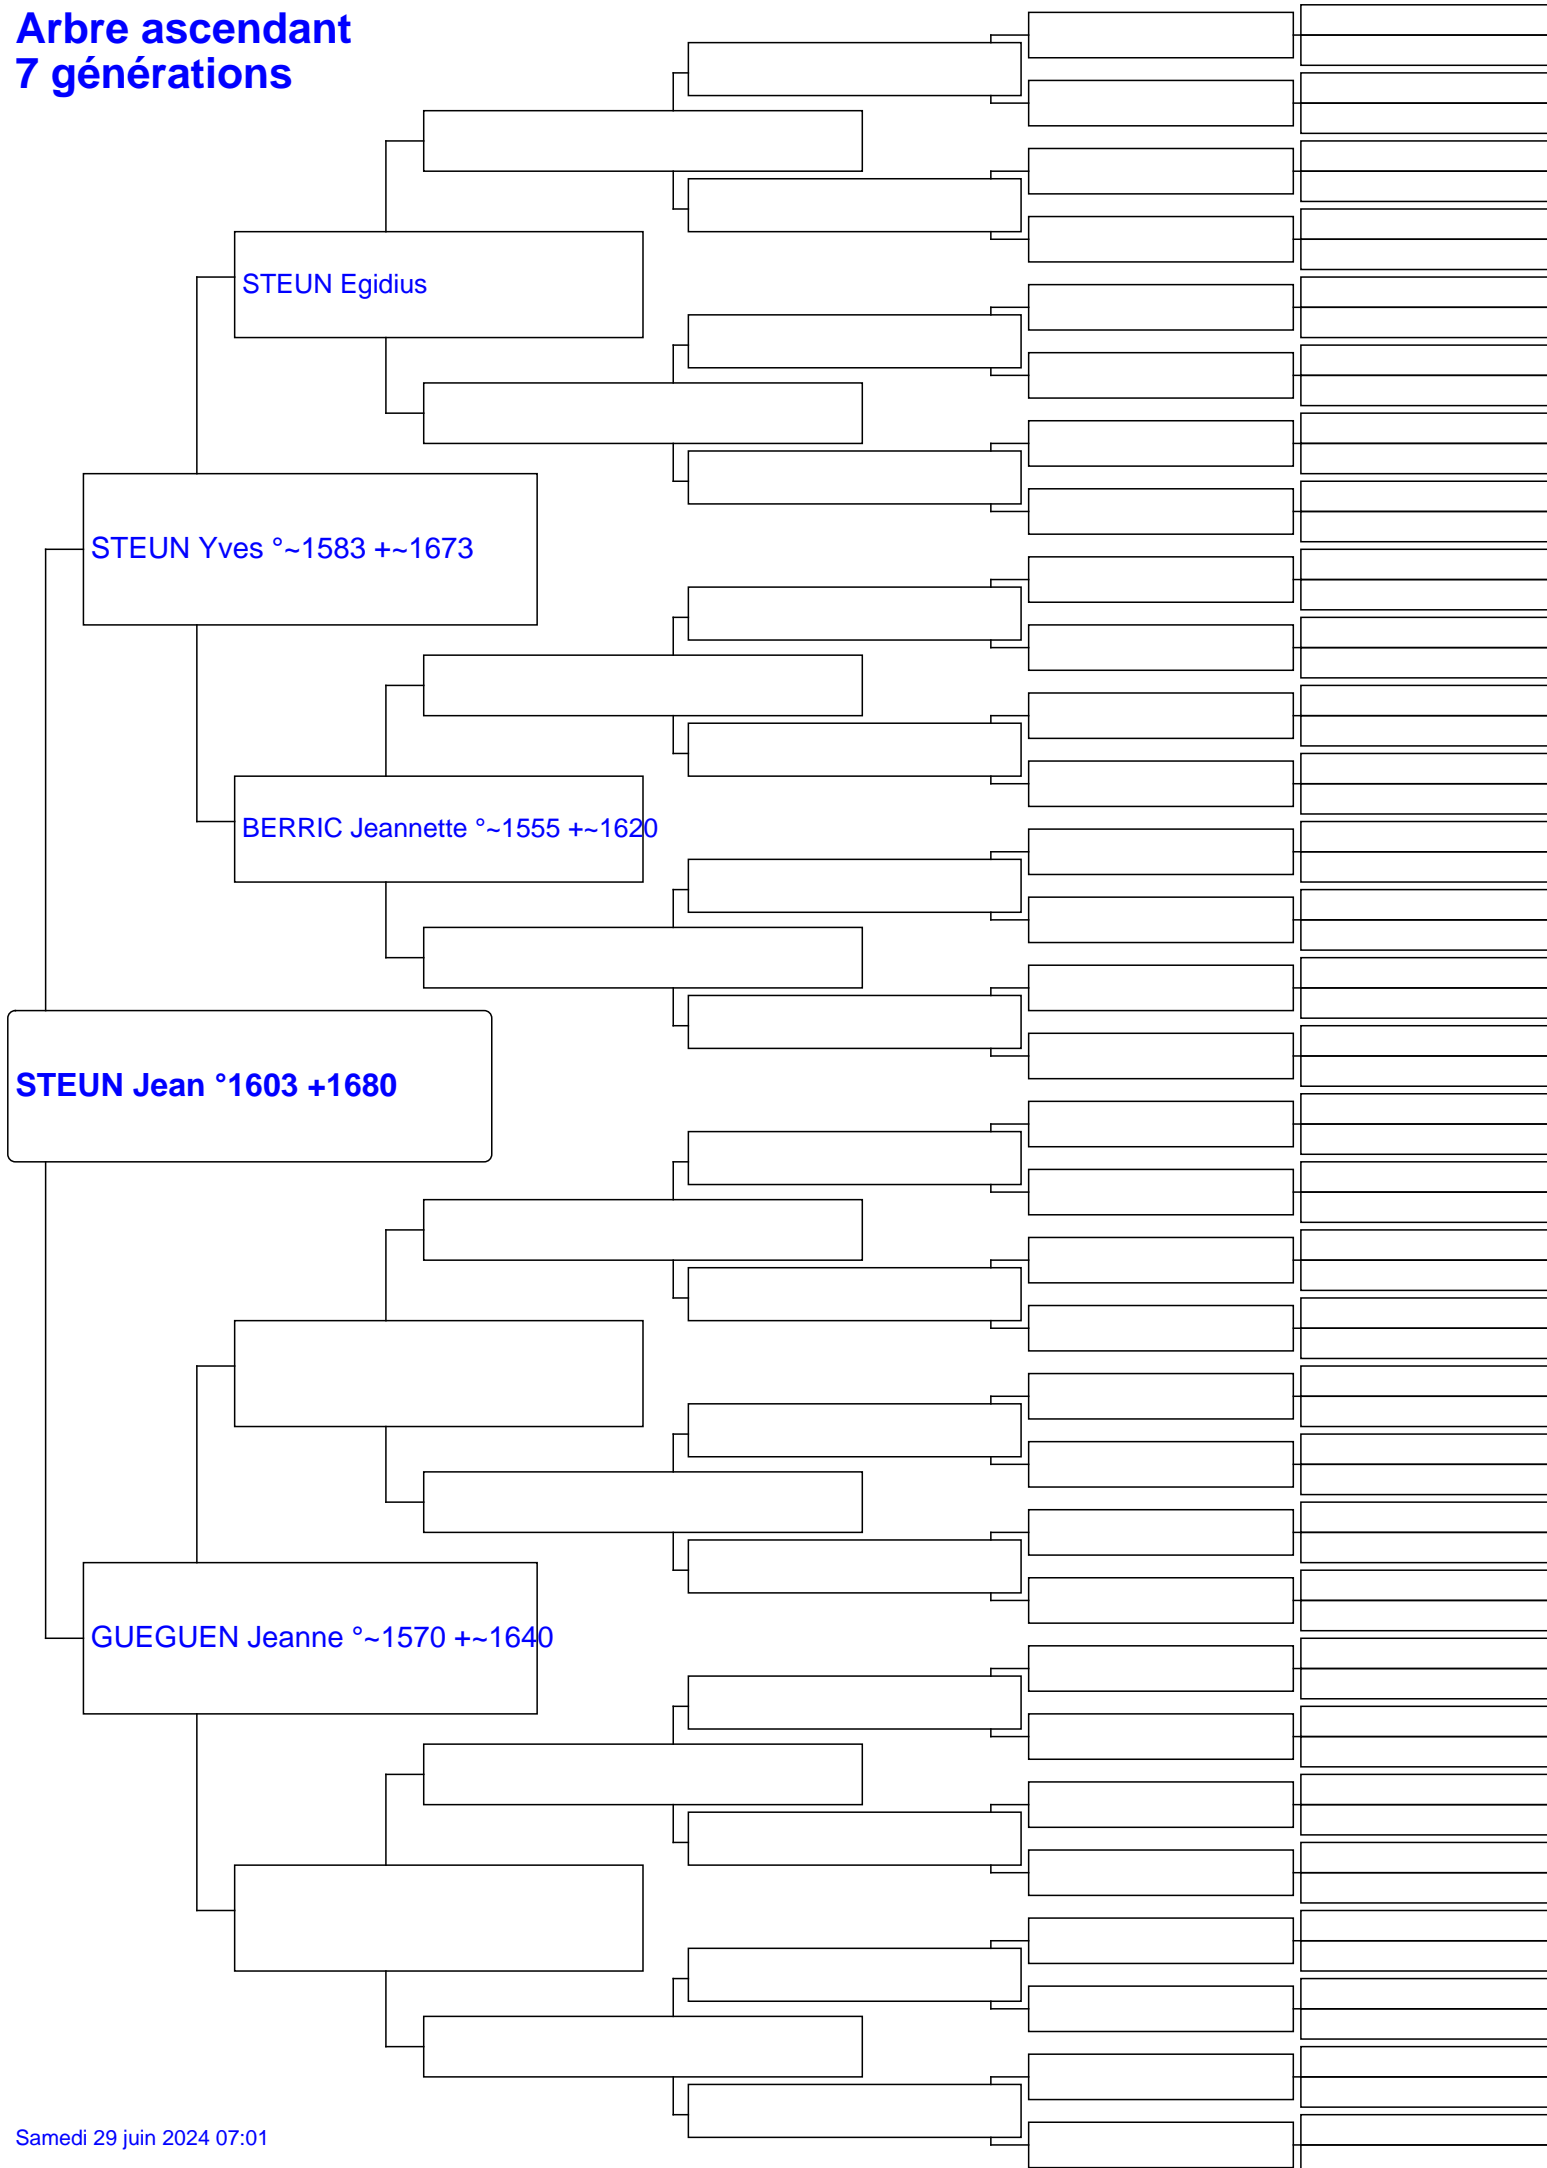 Arbre ascendant
7 générations
STEUN Egidius
STEUN Yves °~1583 +~1673
BERRIC Jeannette °~1555 +~1620
STEUN Jean °1603 +1680
GUEGUEN Jeanne °~1570 +~1640
Samedi 29 juin 2024 07:01